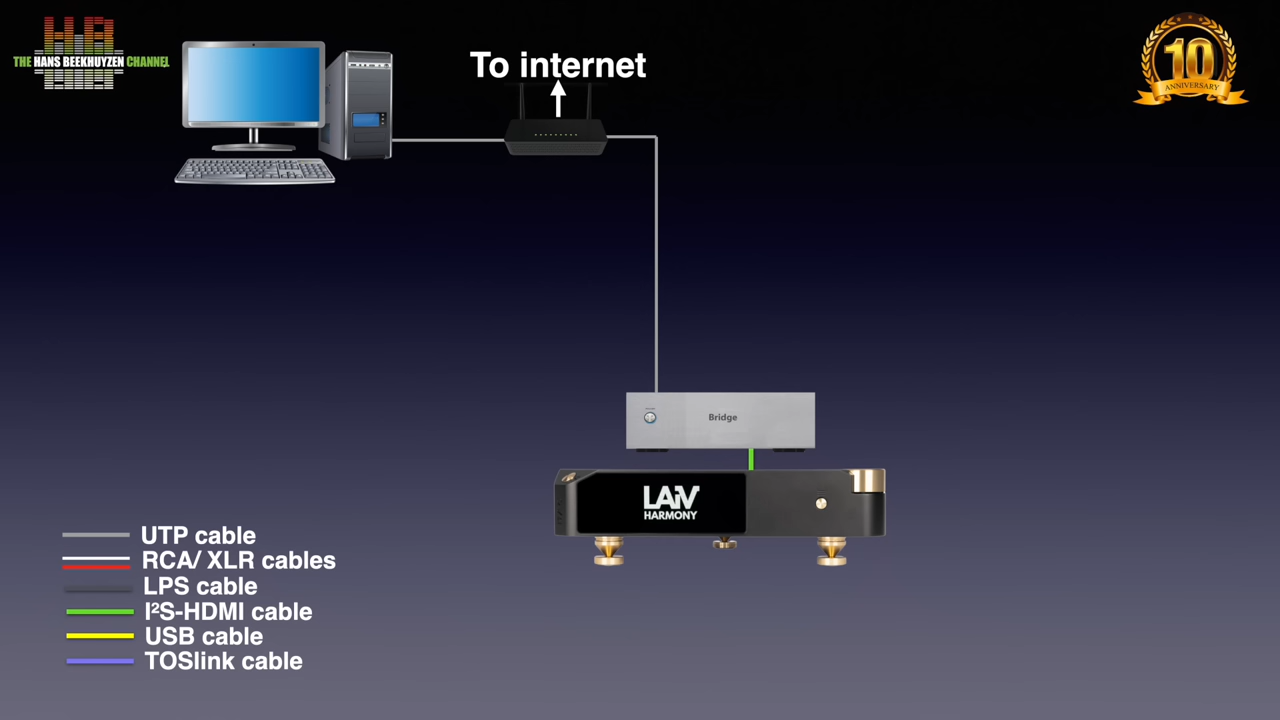 THE HANS BEEKHUYZEN CHANNEL
To internet
10
ANNIVERSARY
Bridge
LAiV
HARMONY
UTP cable
RCA/ XLR cables
LPS cable
I²S-HDMI cable
USB cable
TOSlink cable